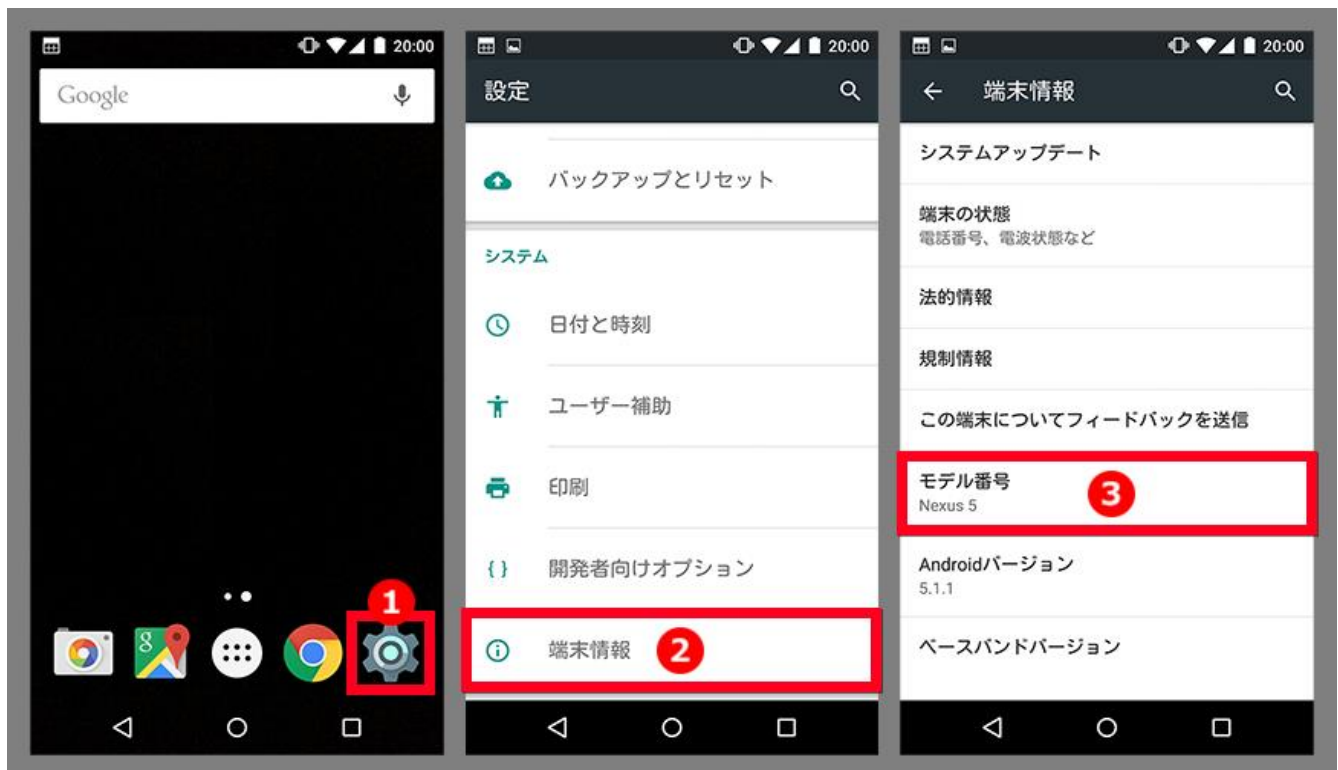 20:00
Google
1
20:00
設定
バックアップとリセット
システム
日付と時刻
ユーザー補助
印刷
{ } 開発者向けオプション
端末情報 2
20:00
端末情報
システムアップデート
端末の状態
電話番号、電波状態など
法的情報
規制情報
この端末についてフィードバックを送信
モデル番号
Nexus 5
3
Androidバージョン
5.1.1
ベースバンドバージョン